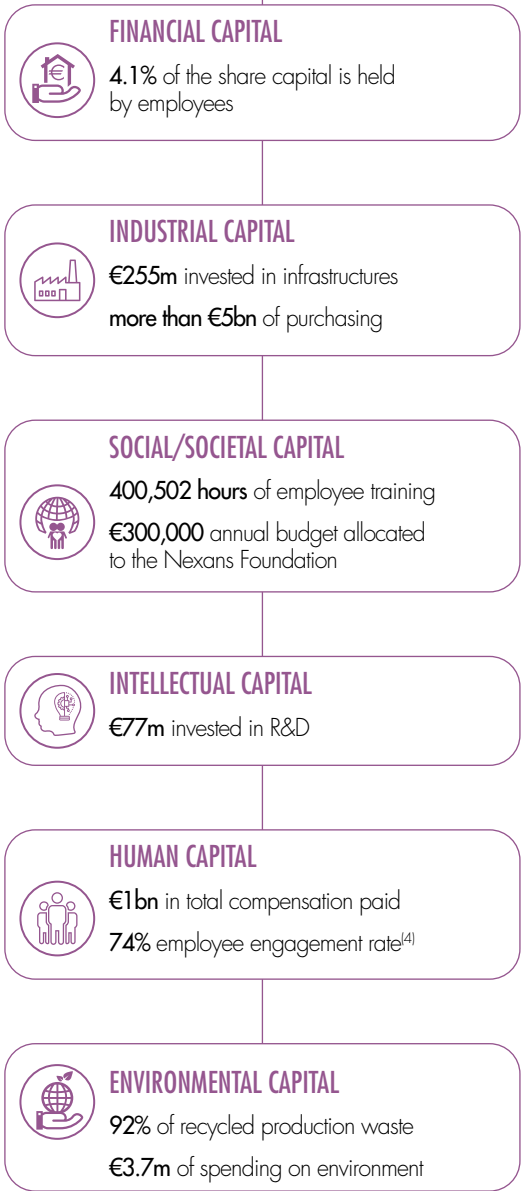 FINANCIAL CAPITAL
4.1% of the share capital is held
by employees
INDUSTRIAL CAPITAL
€255m invested in infrastructures
more than €5bn of purchasing
SOCIAL/SOCIETAL CAPITAL
400,502 hours of employee training
€300,000 annual budget allocated
to the Nexans Foundation
INTELLECTUAL CAPITAL
€77m invested in R&D
HUMAN CAPITAL
€1bn in total compensation paid
74% employee engagement rate(4)
ENVIRONMENTAL CAPITAL
92% of recycled production waste
€3.7m of spending on environment